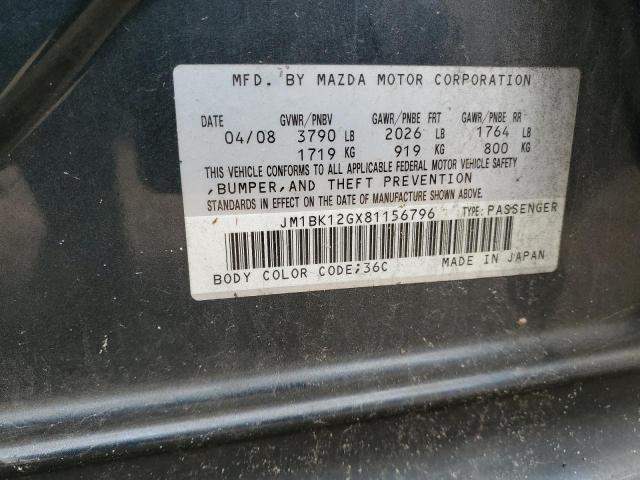 MFD. BY MAZDA MOTOR CORPORATION
DATE GVWR/PNBV GAWR/PNBE FRT GAWR/PNBE RR
04/08 3790 LB 2026 LB 1764 LB
1719 KG 919 KG 800 KG
THIS VEHICLE CONFORMS TO ALL APPLICABLE FEDERAL MOTOR VEHICLE SAFETY
,BUMPER,AND THEFT PREVENTION
STANDARDS IN EFFECT ON THE DATE OF MANUFACTURE SHOWN ABOVE.
JM1BK12GX81156796 TYPE:PASSENGER
BODY COLOR CODE;36C MADE IN JAPAN